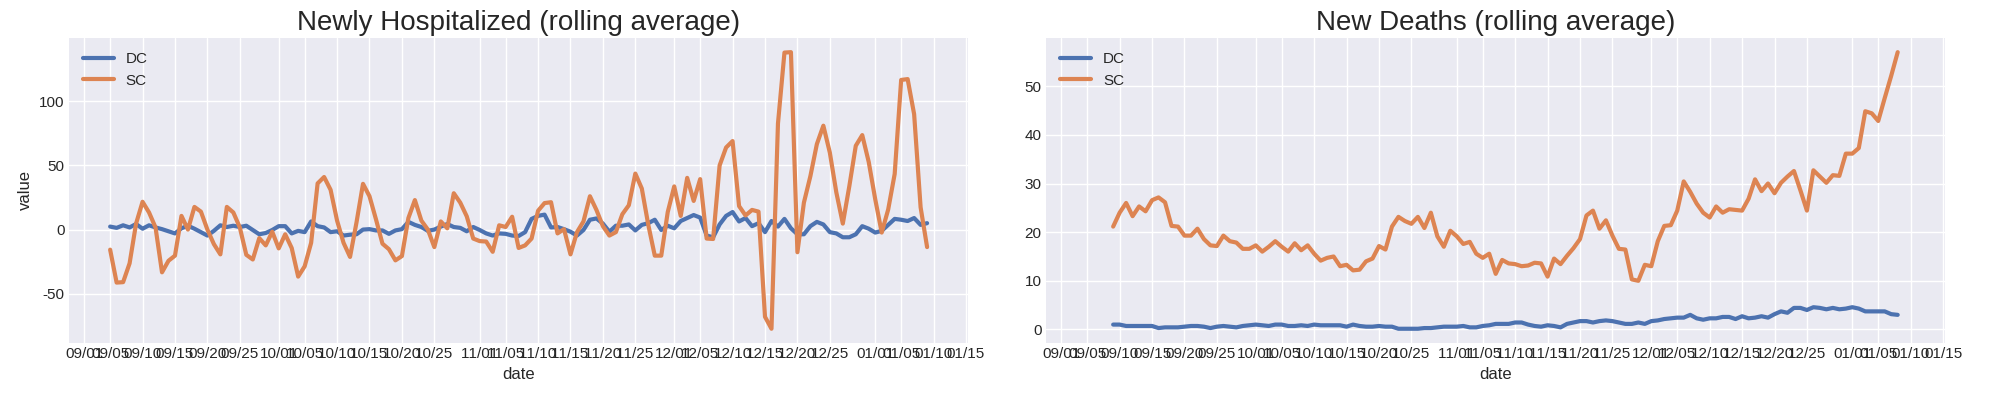 Newly Hospitalized (rolling average)
DC
SC
value
100
50
0
-50
09/01 09/05 09/10 09/15 09/20 09/25 10/01 10/05 10/10 10/15 10/20 10/25 11/01 11/05 11/10 11/15 11/20 11/25 12/01 12/05 12/10 12/15 12/20 12/25 01/01 01/05 01/10 01/15
date
New Deaths (rolling average)
DC
SC
50
40
30
20
10
0
09/01 09/05 09/10 09/15 09/20 09/25 10/01 10/05 10/10 10/15 10/20 10/25 11/01 11/05 11/10 11/15 11/20 11/25 12/01 12/05 12/10 12/15 12/20 12/25 01/01 01/05 01/10 01/15
date